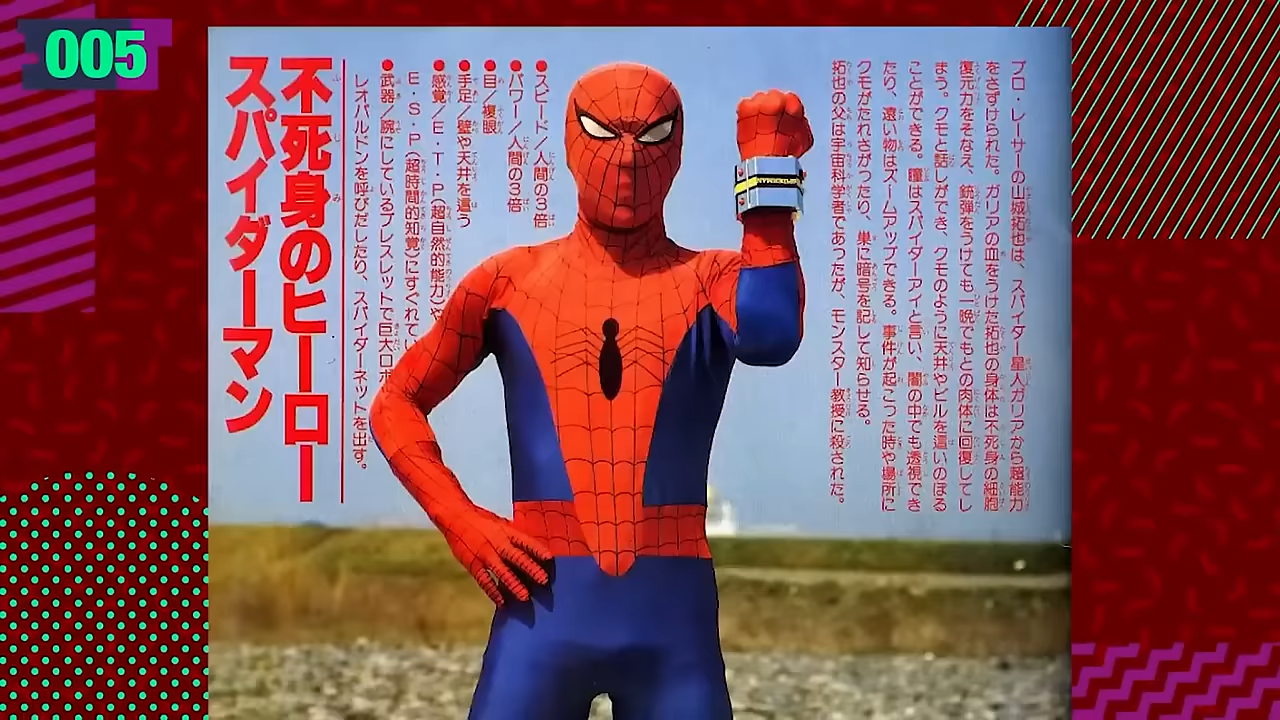 005
プロ・レーサーの山城拓也は、スパイダー星人ガリアから超能力
をさずけられた。ガリアの血をうけた拓也の身体は不死身の細胞
復元力をそなえ、銃弾をうけても一晩でもとの肉体に回復してし
まう。クモと話しができ、クモのように天井やビルを這いのぼる
ことができる。瞳はスパイダーアイと言い、闇の中でも透視でき
たり、遠い物はズームアップできる。事件が起こった時や場所に
クモがたれさがったり、巣に暗号を記して知らせる。
拓也の父は宇宙科学者であったが、モンスター教授に殺された。
●スピード/人間の3倍
●パワー/人間の3倍
●目/複眼
●手足/壁や天井を這う
●感覚/E・T・P(超自然的能力)や
E・S・P(超時間的知覚)にすぐれてい
●武器/腕にしているブレスレットで巨大ロボ
レオパルドンを呼びだしたり、スパイダーネットを出す。
不死身のヒーロー
スパイダーマン